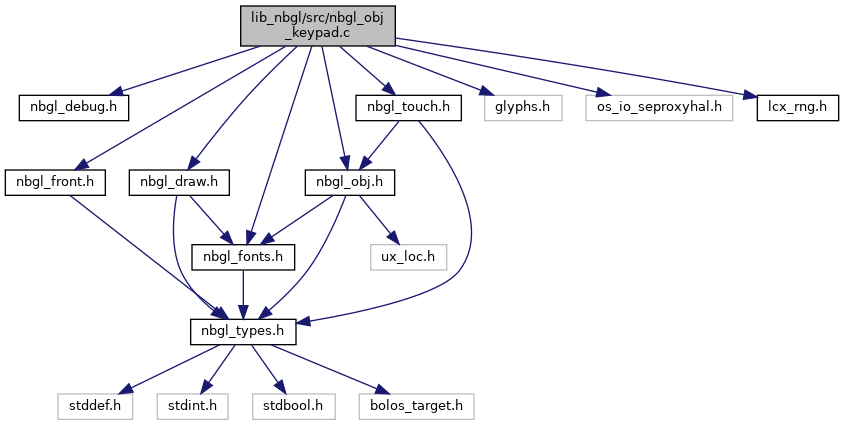 lib_nbgl/src/nbgl_obj
_keypad.c
nbgl_debug.h
nbgl_touch.h
glyphs.h
os_io_seproxyhal.h
lcx_rng.h
nbgl_front.h
nbgl_draw.h
nbgl_obj.h
nbgl_fonts.h
ux_loc.h
nbgl_types.h
stddef.h
stdint.h
stdbool.h
bolos_target.h